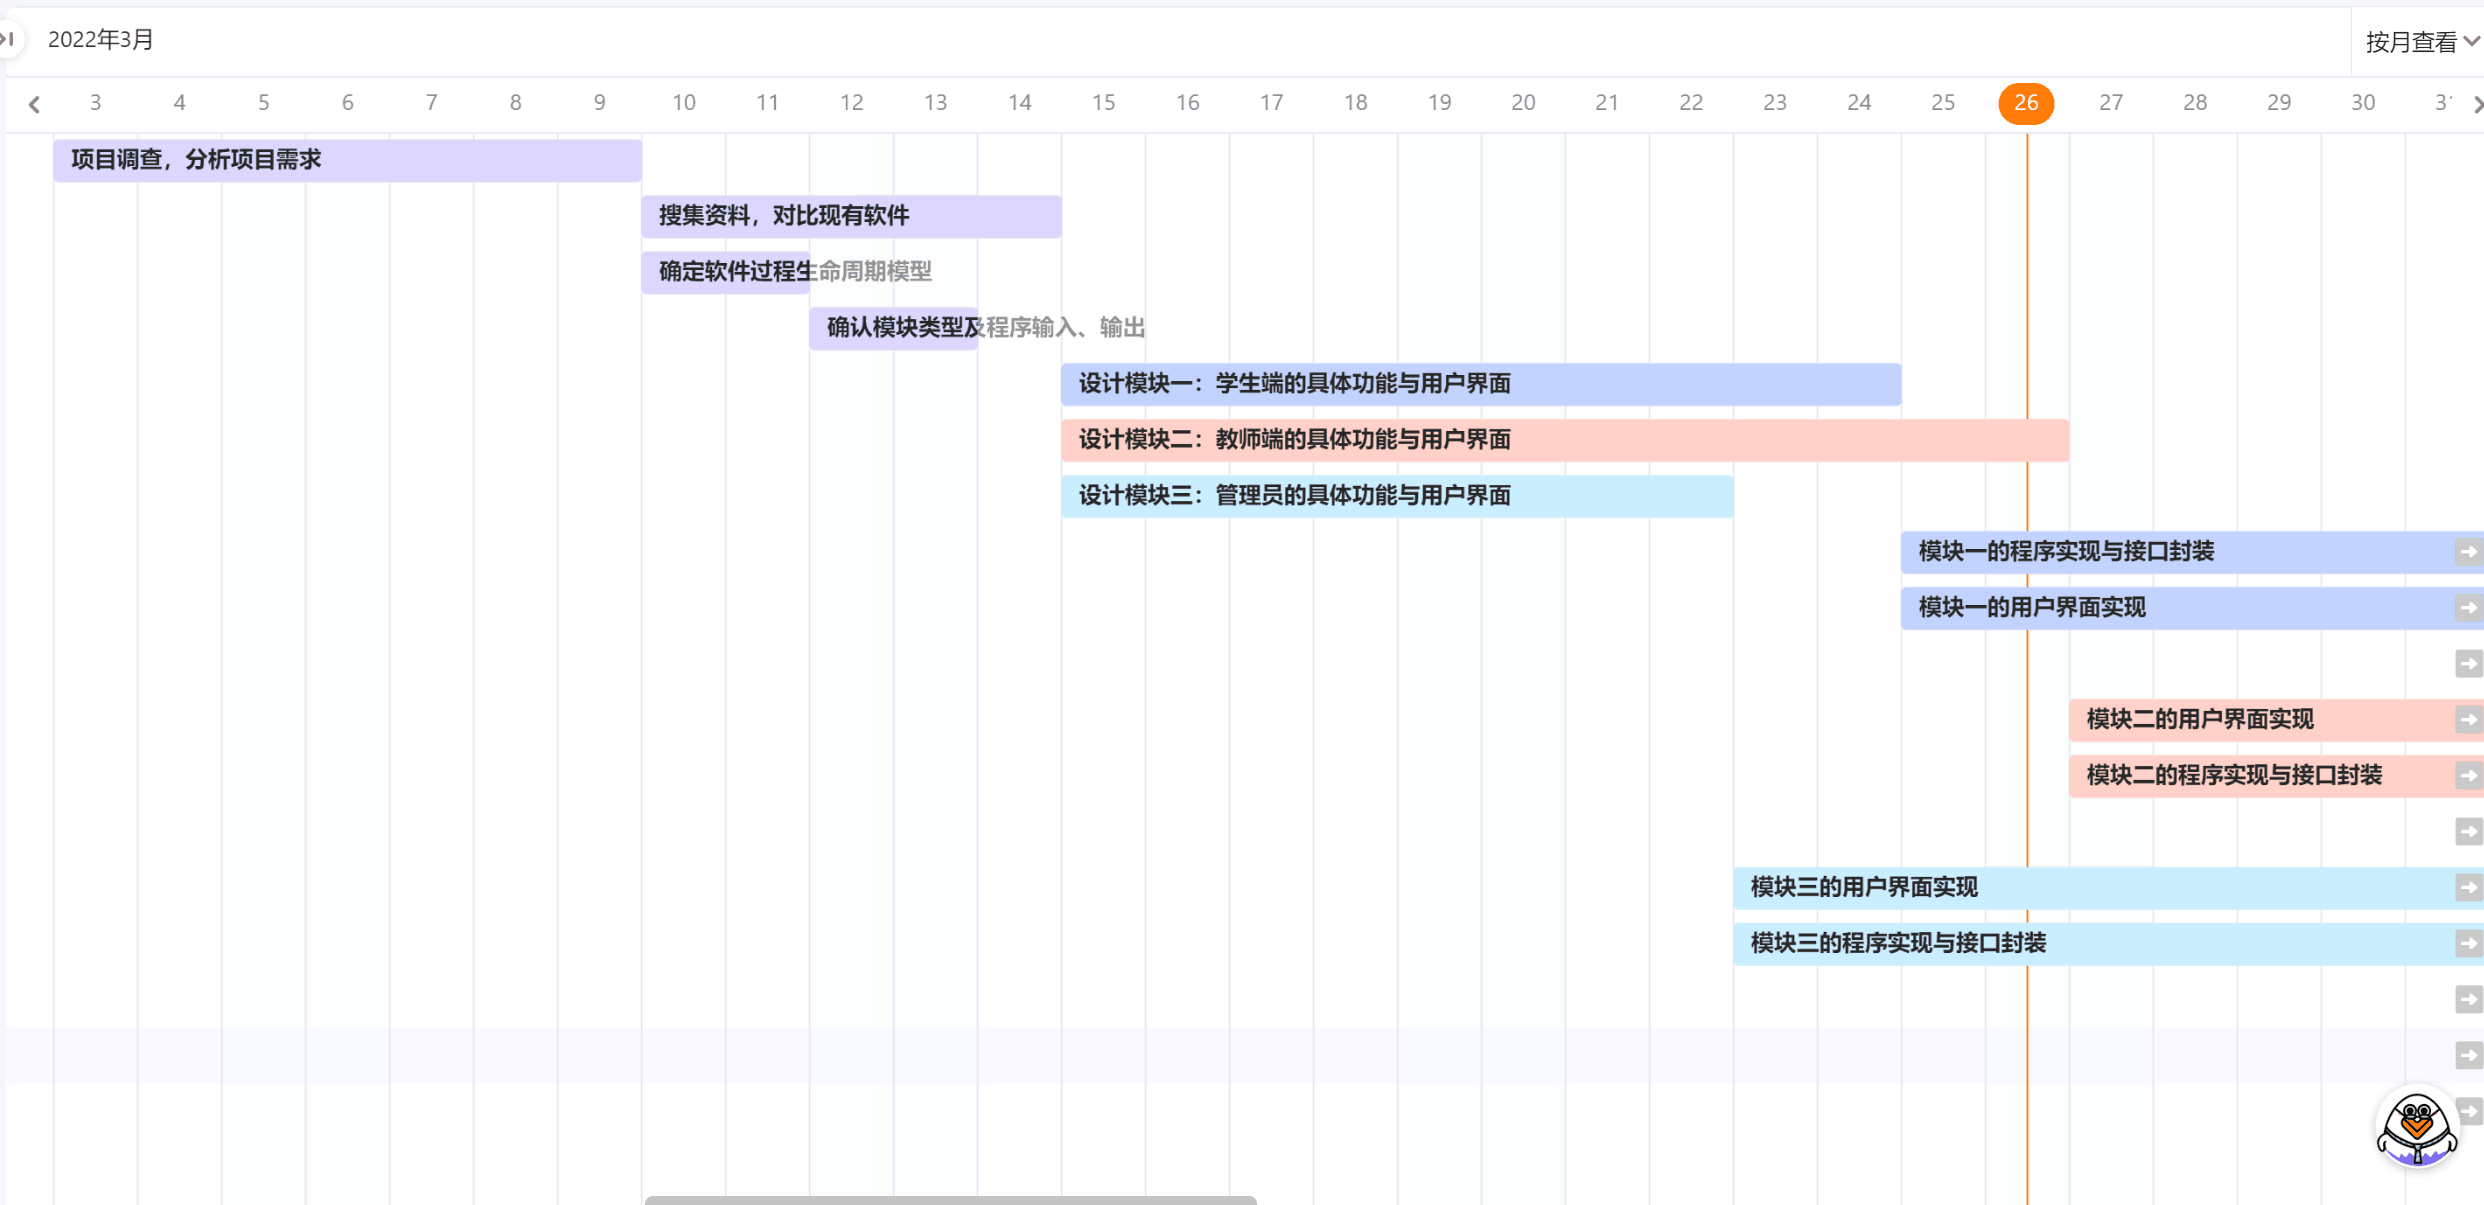 2022年3月
按月查看
3 4 5 6 7 8 9 10 11 12 13 14 15 16 17 18 19 20 21 22 23 24 25 26 27 28 29 30
项目调查，分析项目需求
搜集资料，对比现有软件
确定软件过程生命周期模型
确认模块类型及程序输入、输出
设计模块一：学生端的具体功能与用户界面
设计模块二：教师端的具体功能与用户界面
设计模块三：管理员的具体功能与用户界面
模块一的程序实现与接口封装
模块一的用户界面实现
模块二的用户界面实现
模块二的程序实现与接口封装
模块三的用户界面实现
模块三的程序实现与接口封装